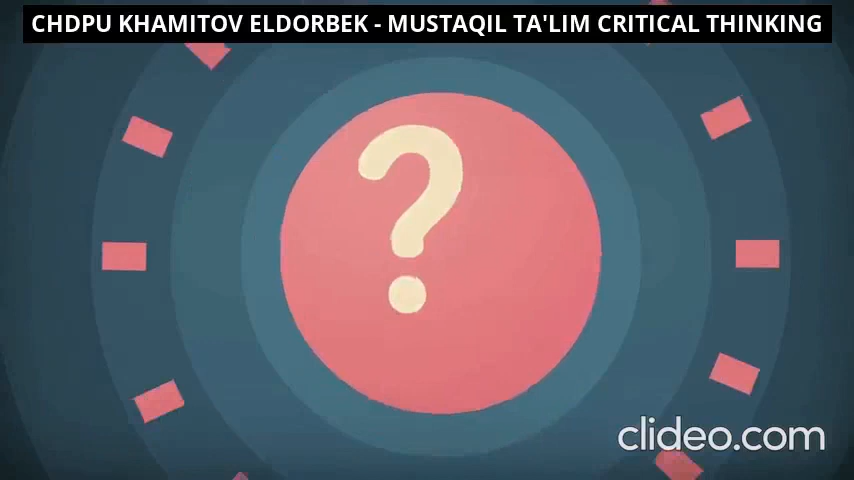 CHDPU KHAMITOV ELDORBEK - MUSTAQIL TA'LIM CRITICAL THINKING
?
clideo.com